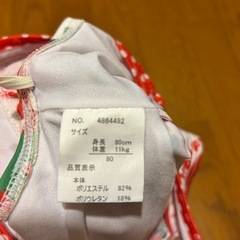 NO. 4864492
サイズ
身長 80cm
体重 11kg
80
品質表示
本体
ポリエステル 82%
ポリウレタン 18%